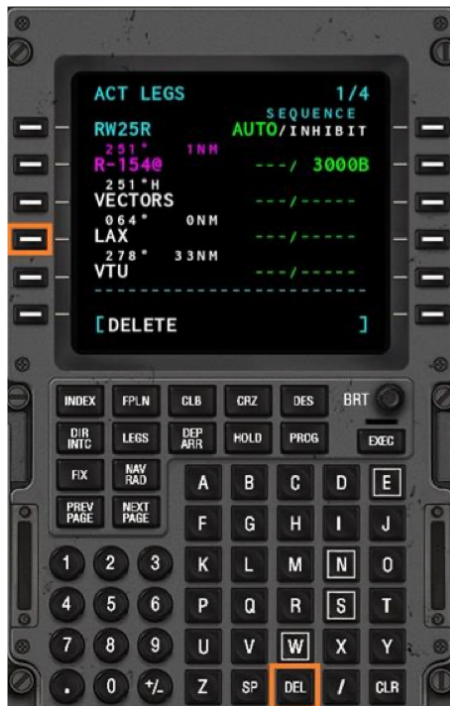 ACT LEGS 1/4
SEQUENCE
RW25R AUTO/INHIBIT
251° 1NM
R-154@ ---/ 3000B
251°H
VECTORS ---/-----
064° 0NM
LAX ---/-----
278° 33NM
VTU ---/-----
------------------------
[DELETE ]
INDEX FPLN CLB CRZ DES BRT
DIR INTC LEGS DEP ARR HOLD PROG EXEC
FIX NAV RAD
PREV PAGE NEXT PAGE
A B C D E
F G H I J
1 2 3 K L M N O
4 5 6 P Q R S T
7 8 9 U V W X Y
. 0 +/- Z SP DEL / CLR